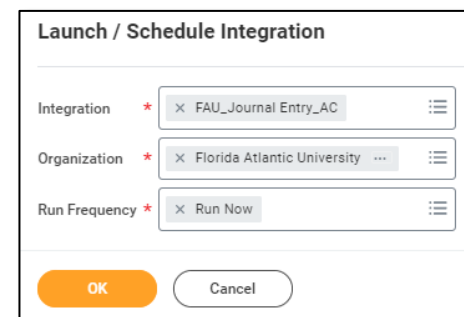 Launch / Schedule Integration
Integration * × FAU_Journal Entry_AC
Organization * × Florida Atlantic University ...
Run Frequency * × Run Now
OK Cancel